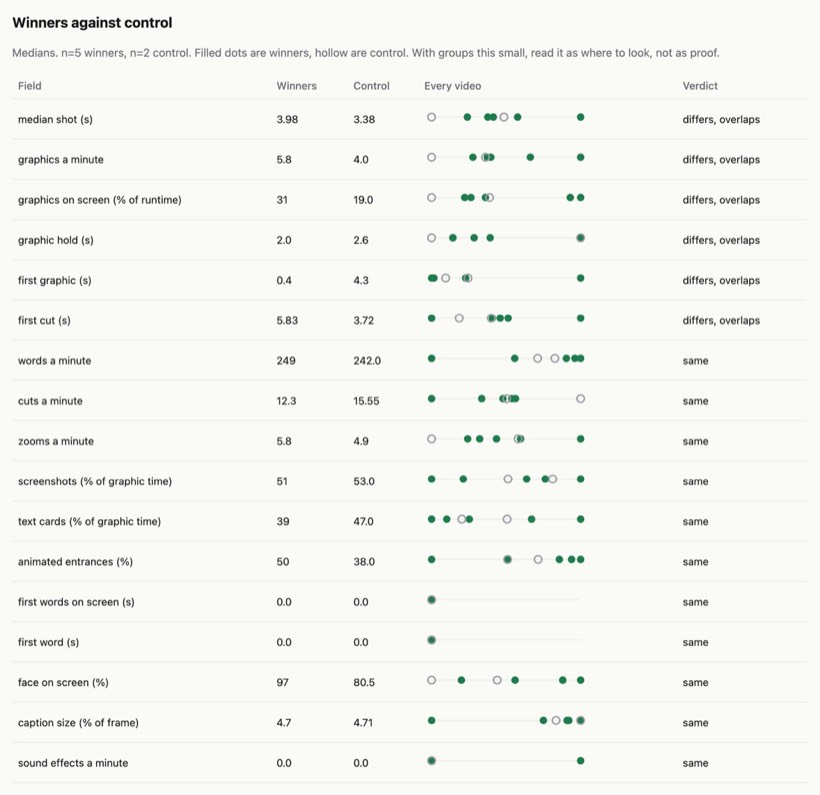 Winners against control
Medians. n=5 winners, n=2 control. Filled dots are winners, hollow are control. With groups this small, read it as where to look, not as proof.
Field Winners Control Every video Verdict
median shot (s) 3.98 3.38 differs, overlaps
graphics a minute 5.8 4.0 differs, overlaps
graphics on screen (% of runtime) 31 19.0 differs, overlaps
graphic hold (s) 2.0 2.6 differs, overlaps
first graphic (s) 0.4 4.3 differs, overlaps
first cut (s) 5.83 3.72 differs, overlaps
words a minute 249 242.0 same
cuts a minute 12.3 15.55 same
zooms a minute 5.8 4.9 same
screenshots (% of graphic time) 51 53.0 same
text cards (% of graphic time) 39 47.0 same
animated entrances (%) 50 38.0 same
first words on screen (s) 0.0 0.0 same
first word (s) 0.0 0.0 same
face on screen (%) 97 80.5 same
caption size (% of frame) 4.7 4.71 same
sound effects a minute 0.0 0.0 same